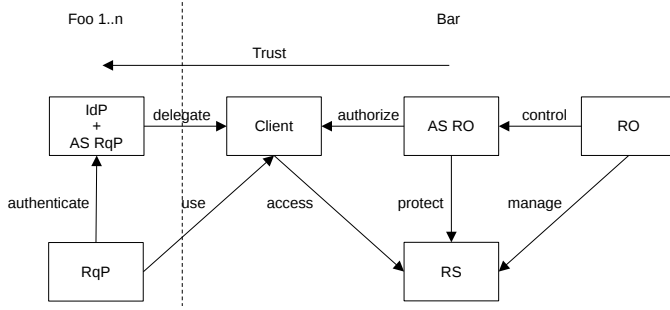 Foo 1..n
Bar
Trust
IdP
+
AS RqP
delegate
Client
authorize
AS RO
control
RO
authenticate
use
access
protect
manage
RqP
RS